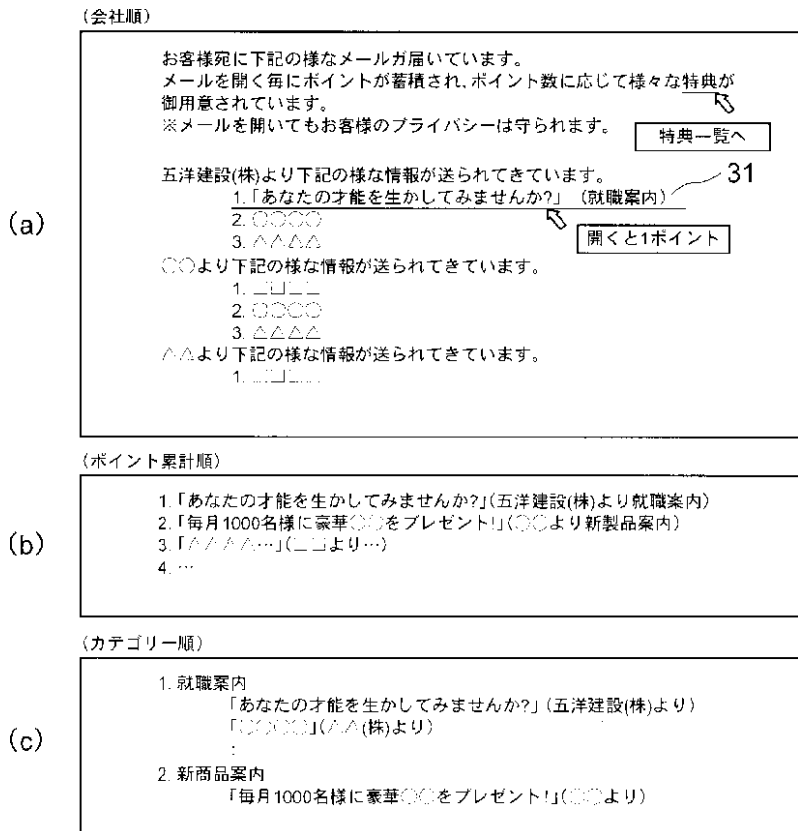 (会社順)
(a)
お客様宛に下記の様なメールガ届いています。
メールを開く毎にポイントが蓄積され、ポイント数に応じて様々な特典が
御用意されています。
※メールを開いてもお客様のプライバシーは守られます。
特典一覧へ
五洋建設(株)より下記の様な情報が送られてきています。
31
1.「あなたの才能を生かしてみませんか?」(就職案内)
2. ○○○○
開くと1ポイント
3. △△△△
○○より下記の様な情報が送られてきています。
1. □□□□
2. ○○○○
3. △△△△
△△より下記の様な情報が送られてきています。
1. □□□□
(ポイント累計順)
(b)
1.「あなたの才能を生かしてみませんか?」(五洋建設(株)より就職案内)
2.「毎月1000名様に豪華○○をプレゼント!」(○○より新製品案内)
3.「△△△△…」(□□より…)
4. …
(カテゴリー順)
(c)
1. 就職案内
「あなたの才能を生かしてみませんか?」(五洋建設(株)より)
「○○○○」(△△(株)より)
:
2. 新商品案内
「毎月1000名様に豪華○○をプレゼント!」(○○より)